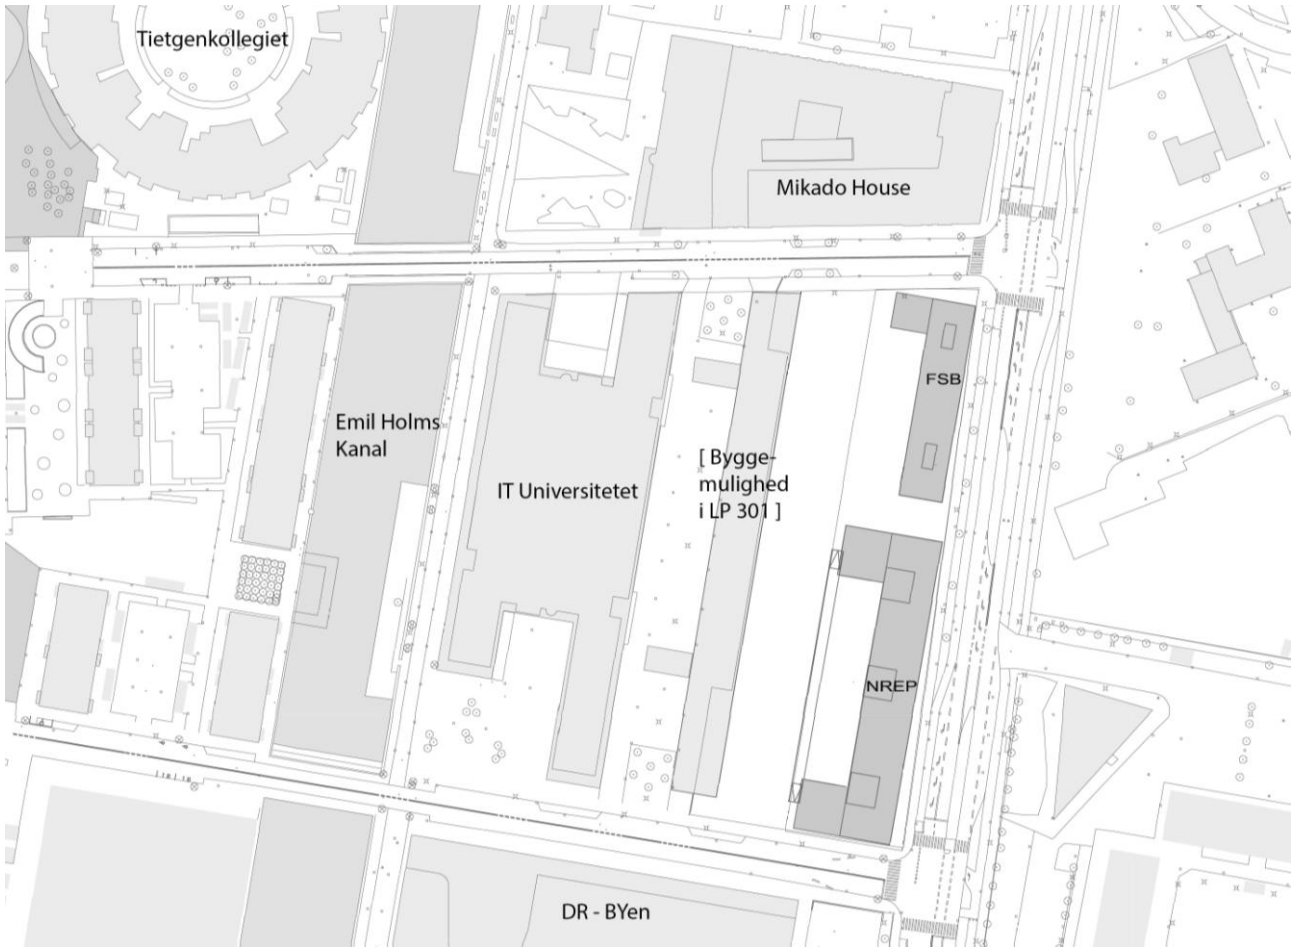 Tietgenkollegiet
Mikado House
FSB
Emil Holms
Kanal
[ Bygge-
mulighed
i LP 301 ]
IT Universitetet
NREP
DR - BYen